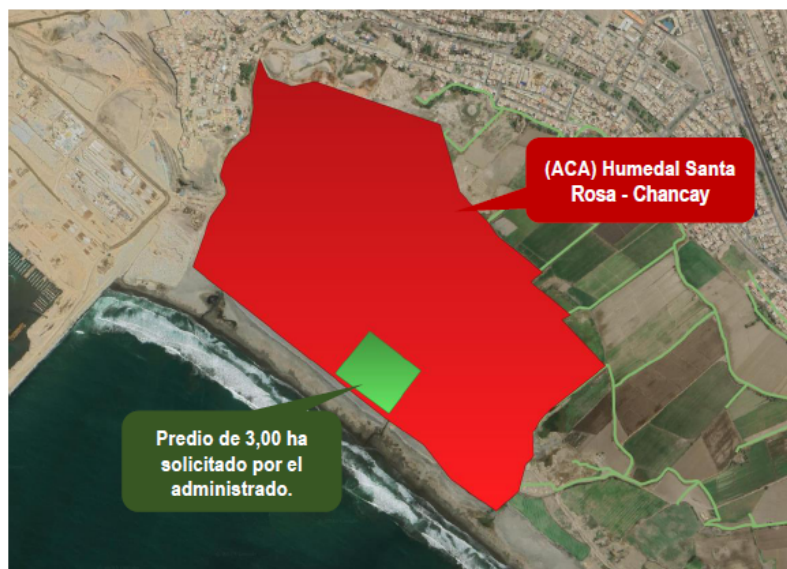 (ACA) Humedal Santa
Rosa - Chancay
Predio de 3,00 ha
solicitado por el
administrado.